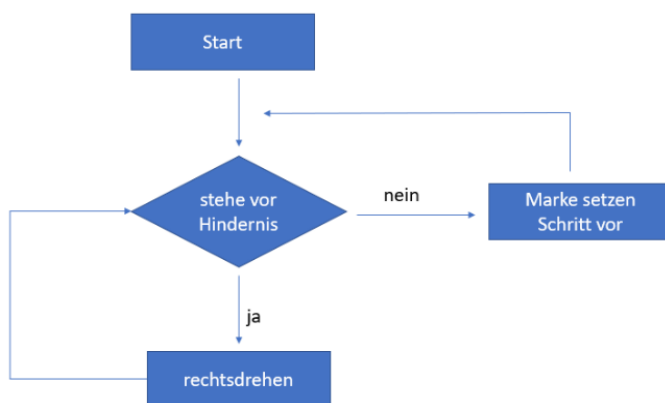 Start
stehe vor
Hindernis
nein
Marke setzen
Schritt vor
ja
rechtsdrehen